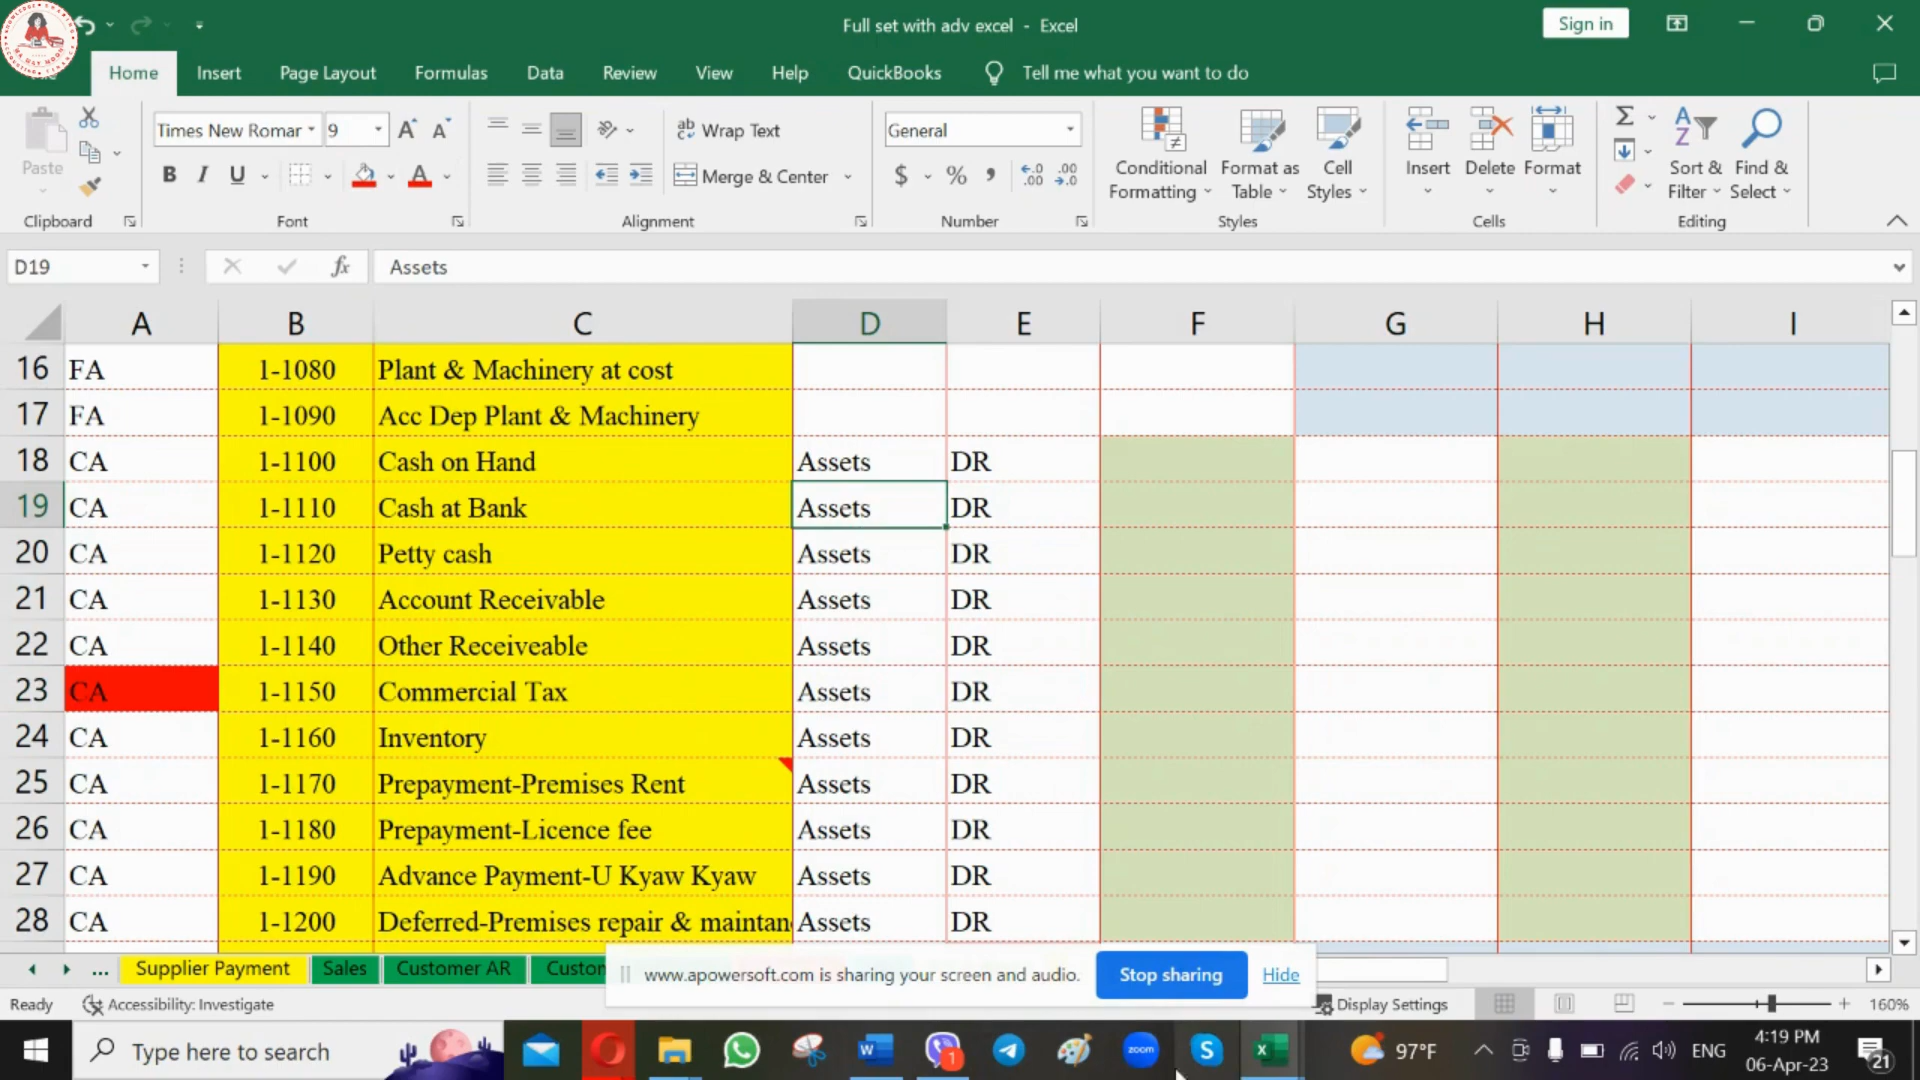 Full set with adv excel - Excel
Sign in
Home Insert Page Layout Formulas Data Review View Help QuickBooks Tell me what you want to do
Paste
Times New Romar 9
Wrap Text
General
B I U
Merge & Center
$ % ,
Conditional Formatting
Format as Table
Cell Styles
Insert Delete Format
Sort & Filter
Find & Select
Clipboard Font Alignment Number Styles Cells Editing
D19 fx Assets
A B C D E F G H I
16 FA 1-1080 Plant & Machinery at cost
17 FA 1-1090 Acc Dep Plant & Machinery
18 CA 1-1100 Cash on Hand Assets DR
19 CA 1-1110 Cash at Bank Assets DR
20 CA 1-1120 Petty cash Assets DR
21 CA 1-1130 Account Receivable Assets DR
22 CA 1-1140 Other Receiveable Assets DR
23 CA 1-1150 Commercial Tax Assets DR
24 CA 1-1160 Inventory Assets DR
25 CA 1-1170 Prepayment-Premises Rent Assets DR
26 CA 1-1180 Prepayment-Licence fee Assets DR
27 CA 1-1190 Advance Payment-U Kyaw Kyaw Assets DR
28 CA 1-1200 Deferred-Premises repair & maintan Assets DR
... Supplier Payment Sales Customer AR Custon
www.apowersoft.com is sharing your screen and audio. Stop sharing Hide
Ready Accessibility: Investigate Display Settings 160%
Type here to search
zoom
1
97°F
ENG
4:19 PM
06-Apr-23
21